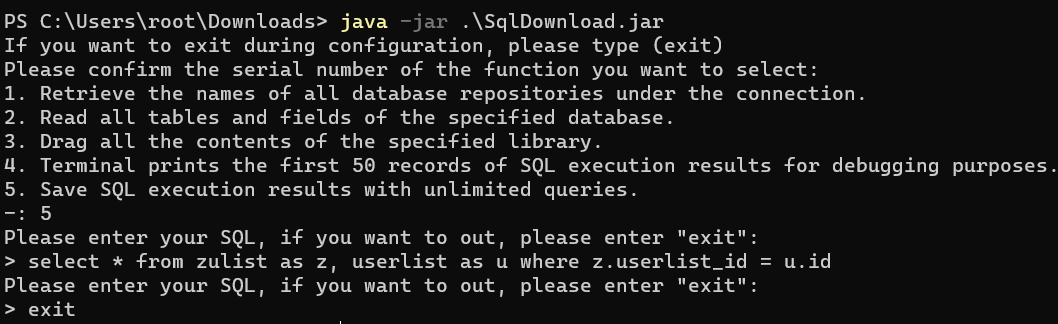 PS C:\Users\root\Downloads> java -jar .\SqlDownload.jar
If you want to exit during configuration, please type (exit)
Please confirm the serial number of the function you want to select:
1. Retrieve the names of all database repositories under the connection.
2. Read all tables and fields of the specified database.
3. Drag all the contents of the specified library.
4. Terminal prints the first 50 records of SQL execution results for debugging purposes.
5. Save SQL execution results with unlimited queries.
-: 5
Please enter your SQL, if you want to out, please enter "exit":
> select * from zulist as z, userlist as u where z.userlist_id = u.id
Please enter your SQL, if you want to out, please enter "exit":
> exit